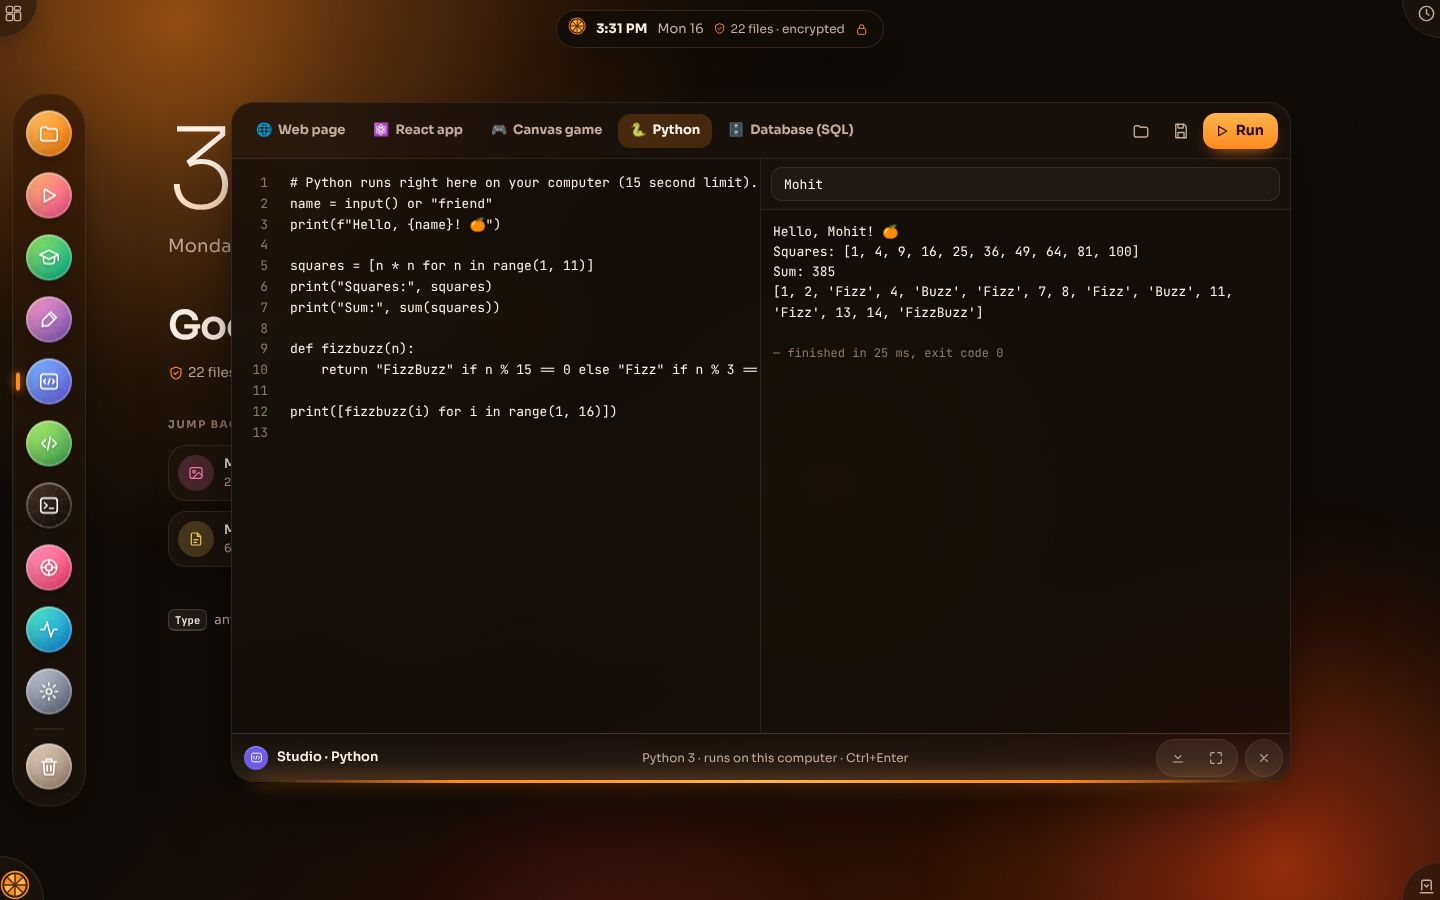 3:31 PM Mon 16 22 files · encrypted
3
Monda
Goo
22 files
JUMP BA
M
2
M
6
Type an
🌐 Web page ⚛️ React app 🎮 Canvas game 🐍 Python 🗄️ Database (SQL) Run
1 # Python runs right here on your computer (15 second limit).
2 name = input() or "friend"
3 print(f"Hello, {name}! 🍊")
4
5 squares = [n * n for n in range(1, 11)]
6 print("Squares:", squares)
7 print("Sum:", sum(squares))
8
9 def fizzbuzz(n):
10 return "FizzBuzz" if n % 15 == 0 else "Fizz" if n % 3 ==
11
12 print([fizzbuzz(i) for i in range(1, 16)])
13
Mohit
Hello, Mohit! 🍊
Squares: [1, 4, 9, 16, 25, 36, 49, 64, 81, 100]
Sum: 385
[1, 2, 'Fizz', 4, 'Buzz', 'Fizz', 7, 8, 'Fizz', 'Buzz', 11,
'Fizz', 13, 14, 'FizzBuzz']
— finished in 25 ms, exit code 0
Studio · Python
Python 3 · runs on this computer · Ctrl+Enter